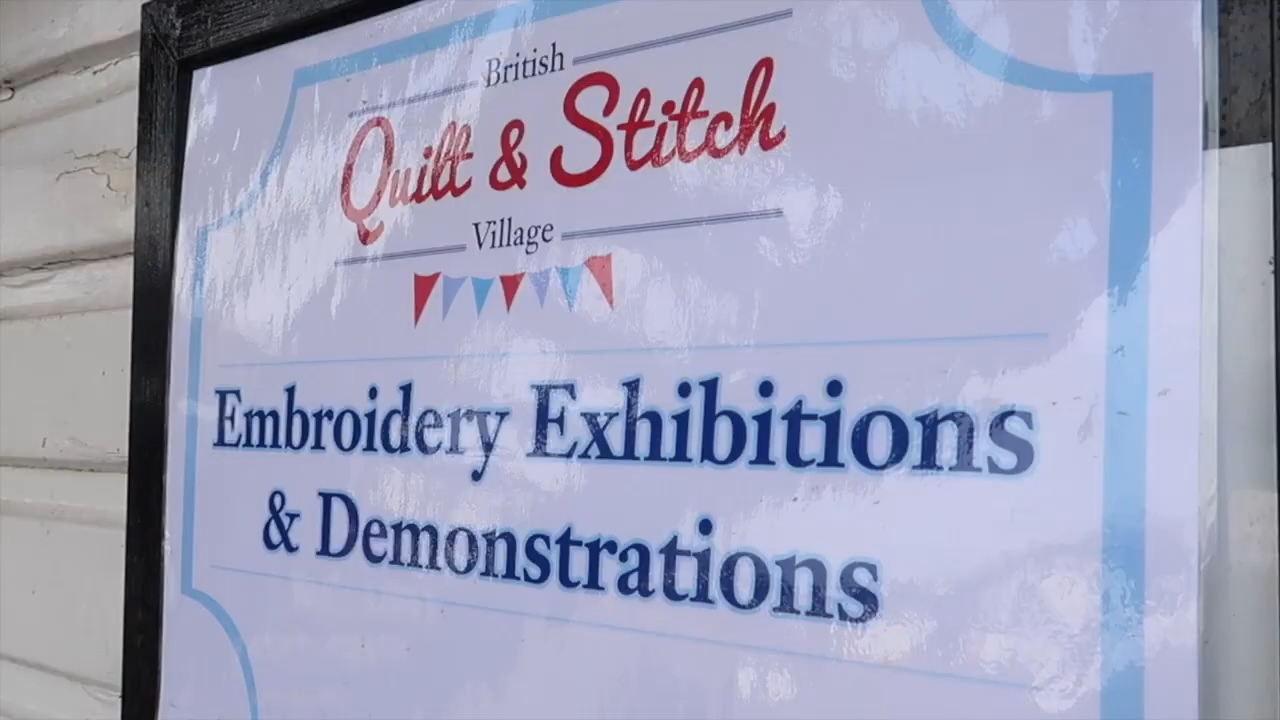 British
Quilt & Stitch
Village
Embroidery Exhibitions
& Demonstrations